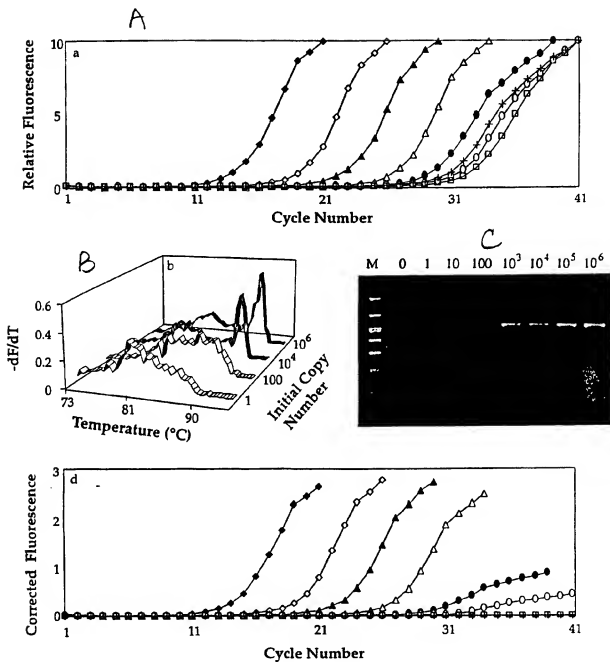 A
Relative Fluorescence
10
5
0
a
1 11 21 31 41
Cycle Number
B
b
-dF/dT
0.6
0.4
0.2
0
73 81 90
Temperature (°C)
1 100 10⁴ 10⁶
Initial Copy
Number
C
M 0 1 10 100 10³ 10⁴ 10⁵ 10⁶
Corrected Fluorescence
3
2
1
0
d
1 11 21 31 41
Cycle Number